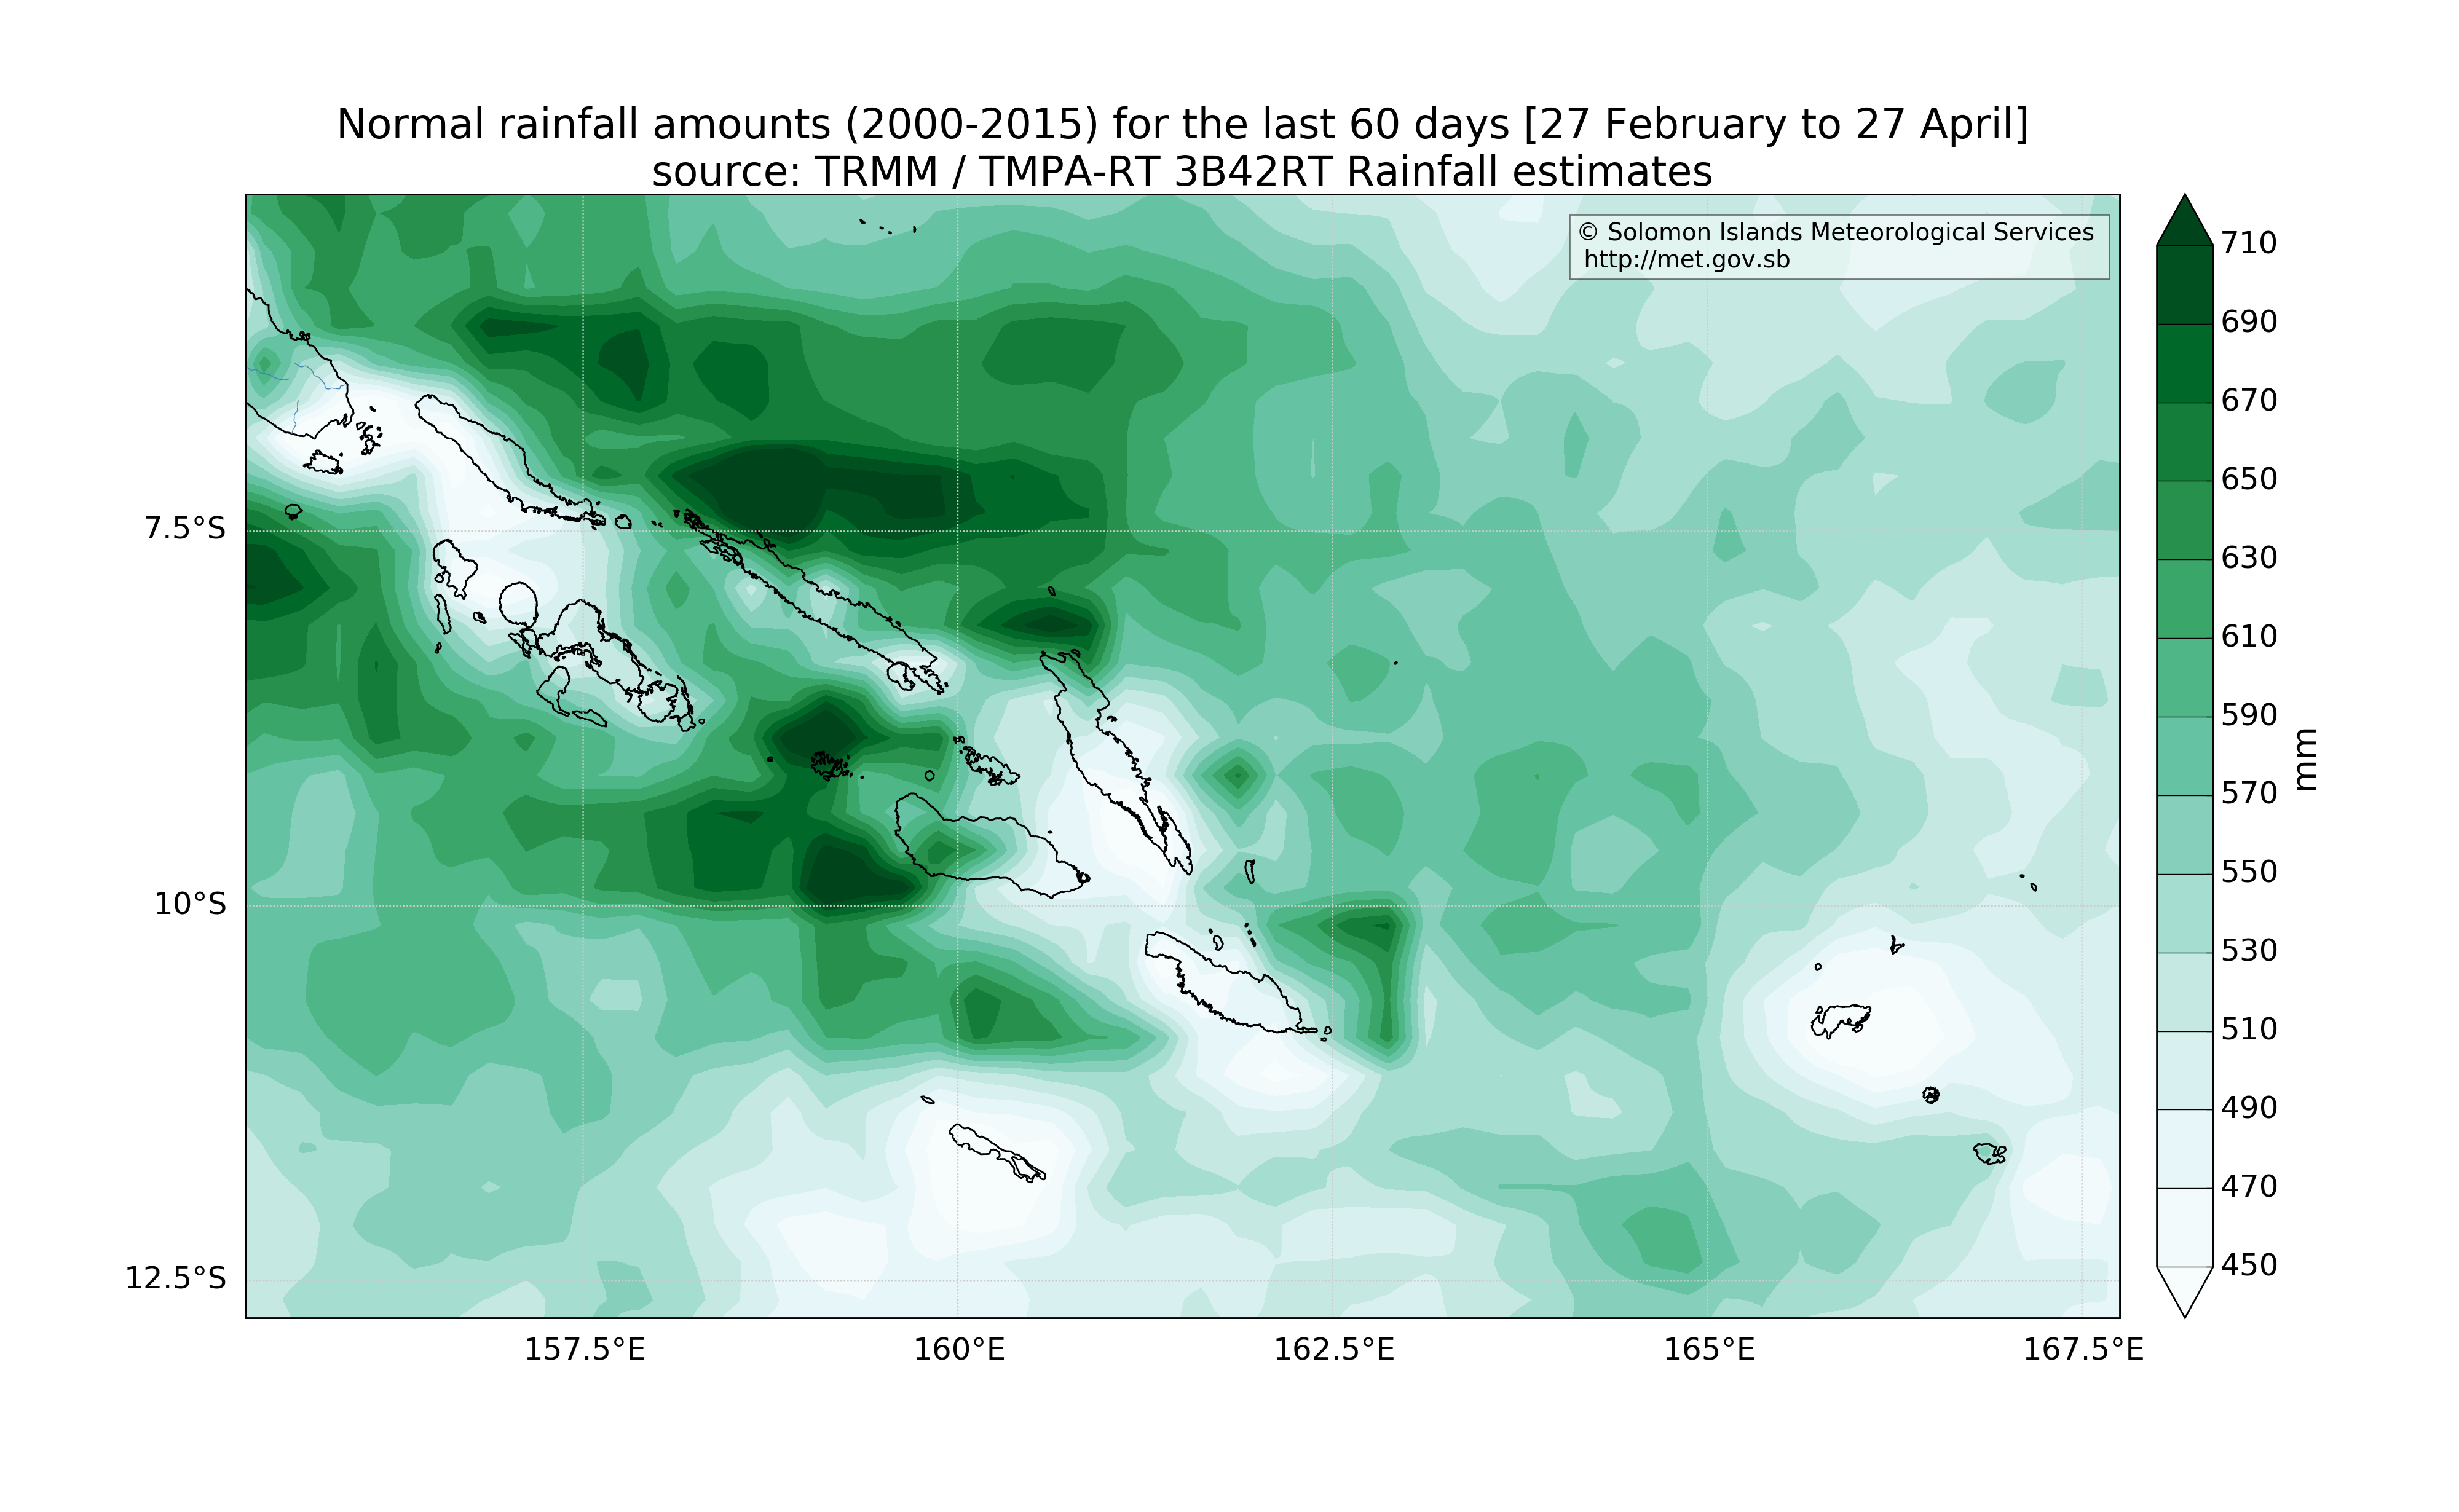 Normal rainfall amounts (2000-2015) for the last 60 days [27 February to 27 April]
source: TRMM / TMPA-RT 3B42RT Rainfall estimates
© Solomon Islands Meteorological Services
http://met.gov.sb
7.5°S
10°S
12.5°S
157.5°E
160°E
162.5°E
165°E
167.5°E
710
690
670
650
630
610
590
570
550
530
510
490
470
450
mm